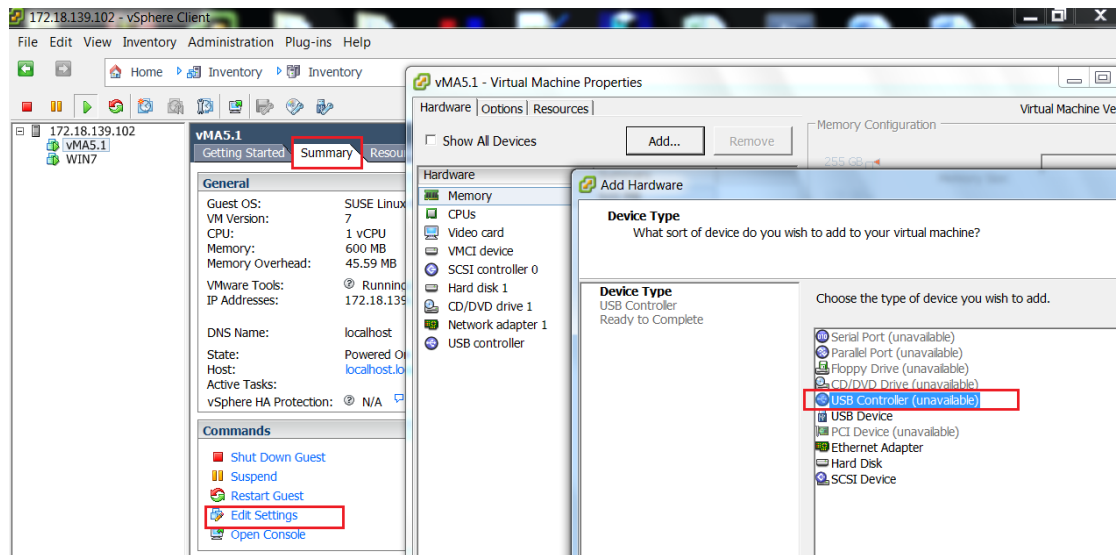 172.18.139.102 - vSphere Client
File Edit View Inventory Administration Plug-ins Help
Home Inventory Inventory
172.18.139.102
vMA5.1
WIN7
vMA5.1
Getting Started Summary Resou
General
Guest OS: SUSE Linux
VM Version: 7
CPU: 1 vCPU
Memory: 600 MB
Memory Overhead: 45.59 MB
VMware Tools: Running
IP Addresses: 172.18.139
DNS Name: localhost
State: Powered On
Host: localhost.lo
Active Tasks:
vSphere HA Protection: N/A
Commands
Shut Down Guest
Suspend
Restart Guest
Edit Settings
Open Console
vMA5.1 - Virtual Machine Properties
Hardware Options Resources Virtual Machine Ve
Show All Devices Add... Remove
Memory Configuration
255 GB
Hardware
Memory
CPUs
Video card
VMCI device
SCSI controller 0
Hard disk 1
CD/DVD drive 1
Network adapter 1
USB controller
Add Hardware
Device Type
What sort of device do you wish to add to your virtual machine?
Device Type
USB Controller
Ready to Complete
Choose the type of device you wish to add.
Serial Port (unavailable)
Parallel Port (unavailable)
Floppy Drive (unavailable)
CD/DVD Drive (unavailable)
USB Controller (unavailable)
USB Device
PCI Device (unavailable)
Ethernet Adapter
Hard Disk
SCSI Device